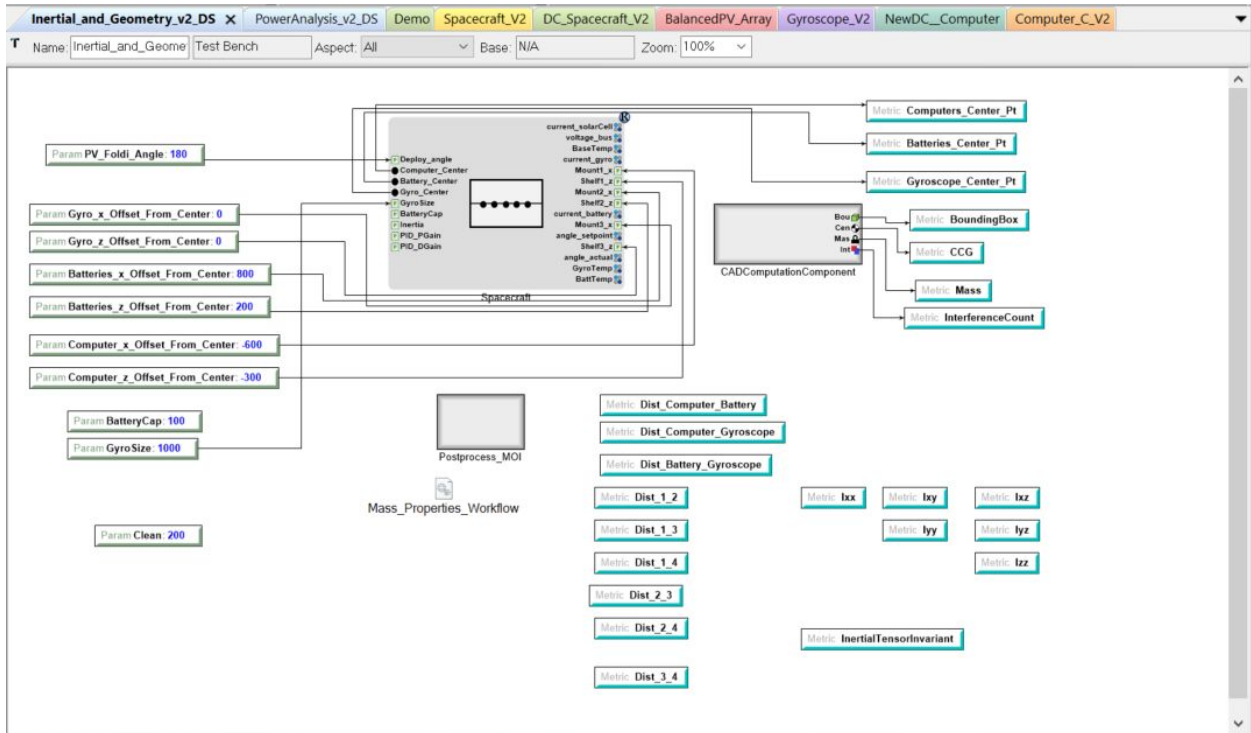 Inertial_and_Geometry_v2_DS X PowerAnalysis_v2_DS Demo Spacecraft_V2 DC_Spacecraft_V2 BalancedPV_Array Gyroscope_V2 NewDC__Computer Computer_C_V2
T Name: Inertial_and_Geome Test Bench Aspect: All Base: N/A Zoom: 100%
Param PV_Foldi_Angle: 180
Param Gyro_x_Offset_From_Center: 0
Param Gyro_z_Offset_From_Center: 0
Param Batteries_x_Offset_From_Center: 800
Param Batteries_z_Offset_From_Center: 200
Param Computer_x_Offset_From_Center: -600
Param Computer_z_Offset_From_Center: -300
Param BatteryCap: 100
Param GyroSize: 1000
Param Clean: 200
Deploy_angle
Computer_Center
Battery_Center
Gyro_Center
GyroSize
BatteryCap
Inertia
PID_PGain
PID_DGain
R
current_solarCell
voltage_bus
BaseTemp
current_gyro
Mount1_x
Shelf1_z
Mount2_x
Shelf2_z
current_battery
Mount3_x
angle_setpoint
Shelf3_z
angle_actual
GyroTemp
BattTemp
Spacecraft
Metric Computers_Center_Pt
Metric Batteries_Center_Pt
Metric Gyroscope_Center_Pt
Bou
Cen
Mas
Int
CADComputationComponent
Metric BoundingBox
Metric CCG
Metric Mass
Metric InterferenceCount
Postprocess_MOI
Mass_Properties_Workflow
Metric Dist_Computer_Battery
Metric Dist_Computer_Gyroscope
Metric Dist_Battery_Gyroscope
Metric Dist_1_2
Metric Dist_1_3
Metric Dist_1_4
Metric Dist_2_3
Metric Dist_2_4
Metric Dist_3_4
Metric Ixx Metric Ixy Metric Ixz
Metric Iyy Metric Iyz
Metric Izz
Metric InertialTensorInvariant